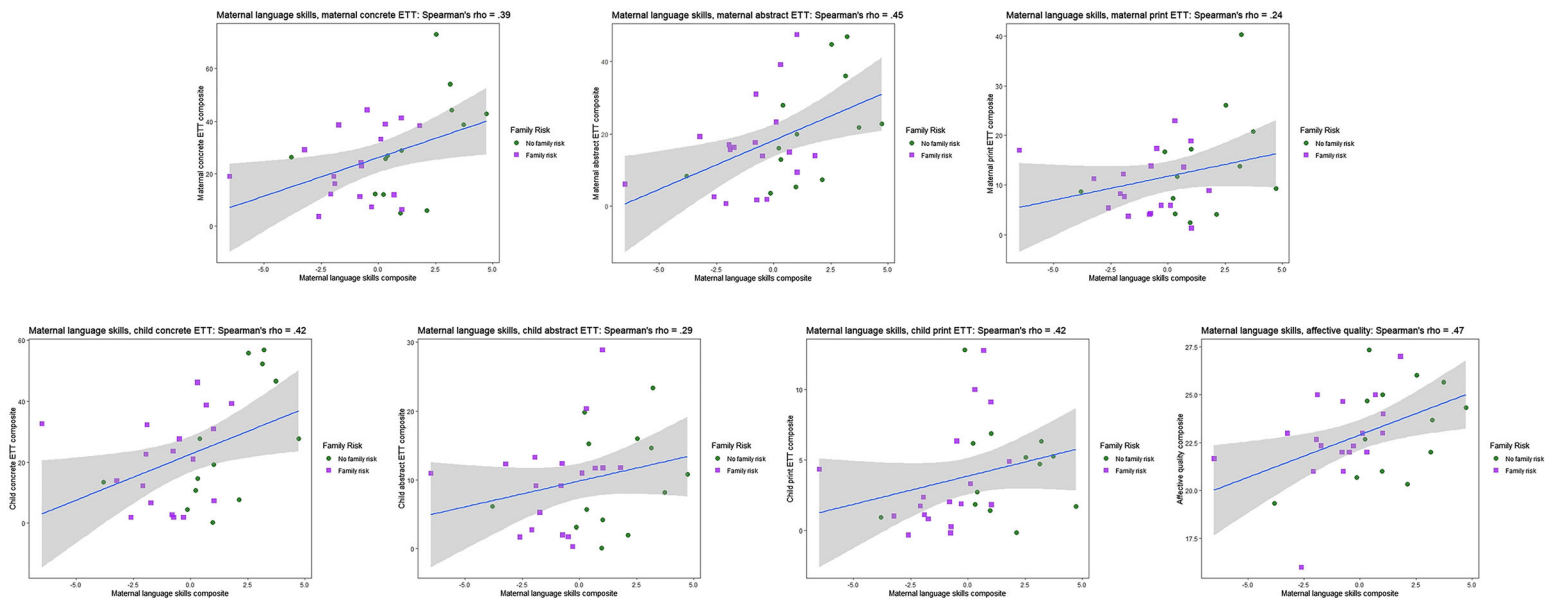 Maternal language skills, maternal concrete ETT: Spearman's rho = .39
Maternal concrete ETT composite
60
40
20
0
-5.0 -2.5 0.0 2.5 5.0
Maternal language skills composite
Family Risk
No family risk
Family risk
Maternal language skills, maternal abstract ETT: Spearman's rho = .45
Maternal abstract ETT composite
40
20
0
-5.0 -2.5 0.0 2.5 5.0
Maternal language skills composite
Family Risk
No family risk
Family risk
Maternal language skills, maternal print ETT: Spearman's rho = .24
Maternal print ETT composite
40
30
20
10
0
-5.0 -2.5 0.0 2.5 5.0
Maternal language skills composite
Family Risk
No family risk
Family risk
Maternal language skills, child concrete ETT: Spearman's rho = .42
Child concrete ETT composite
60
40
20
0
-5.0 -2.5 0.0 2.5 5.0
Maternal language skills composite
Family Risk
No family risk
Family risk
Maternal language skills, child abstract ETT: Spearman's rho = .29
Child abstract ETT composite
30
20
10
0
-5.0 -2.5 0.0 2.5 5.0
Maternal language skills composite
Family Risk
No family risk
Family risk
Maternal language skills, child print ETT: Spearman's rho = .42
Child print ETT composite
10
5
0
-5.0 -2.5 0.0 2.5 5.0
Maternal language skills composite
Family Risk
No family risk
Family risk
Maternal language skills, affective quality: Spearman's rho = .47
Affective quality composite
27.5
25.0
22.5
20.0
17.5
-5.0 -2.5 0.0 2.5 5.0
Maternal language skills composite
Family Risk
No family risk
Family risk